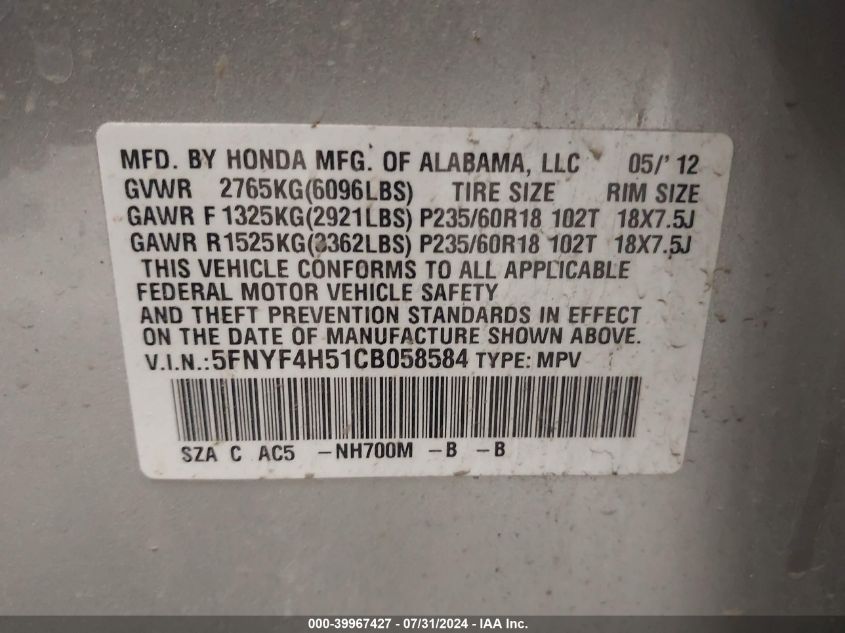 MFD. BY HONDA MFG. OF ALABAMA, LLC 05/' 12
GVWR 2765KG(6096LBS) TIRE SIZE RIM SIZE
GAWR F 1325KG(2921LBS) P235/60R18 102T 18X7.5J
GAWR R1525KG(3362LBS) P235/60R18 102T 18X7.5J
THIS VEHICLE CONFORMS TO ALL APPLICABLE
FEDERAL MOTOR VEHICLE SAFETY
AND THEFT PREVENTION STANDARDS IN EFFECT
ON THE DATE OF MANUFACTURE SHOWN ABOVE.
V.I.N.:5FNYF4H51CB058584 TYPE: MPV
SZA C AC5 -NH700M -B -B
000-39967427 - 07/31/2024 - IAA Inc.